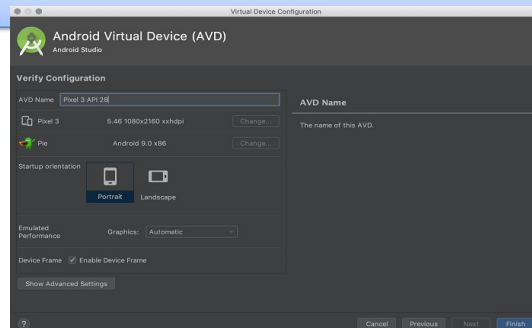 Virtual Device Configuration
Android Virtual Device (AVD)
Android Studio
Verify Configuration
AVD Name Pixel 3 API 28
AVD Name
The name of this AVD.
Pixel 3 5.46 1080x2160 xxhdpi Change...
Pie Android 9.0 x86 Change...
Startup orientation
Portrait Landscape
Emulated
Performance Graphics: Automatic
Device Frame Enable Device Frame
Show Advanced Settings
? Cancel Previous Next Finish